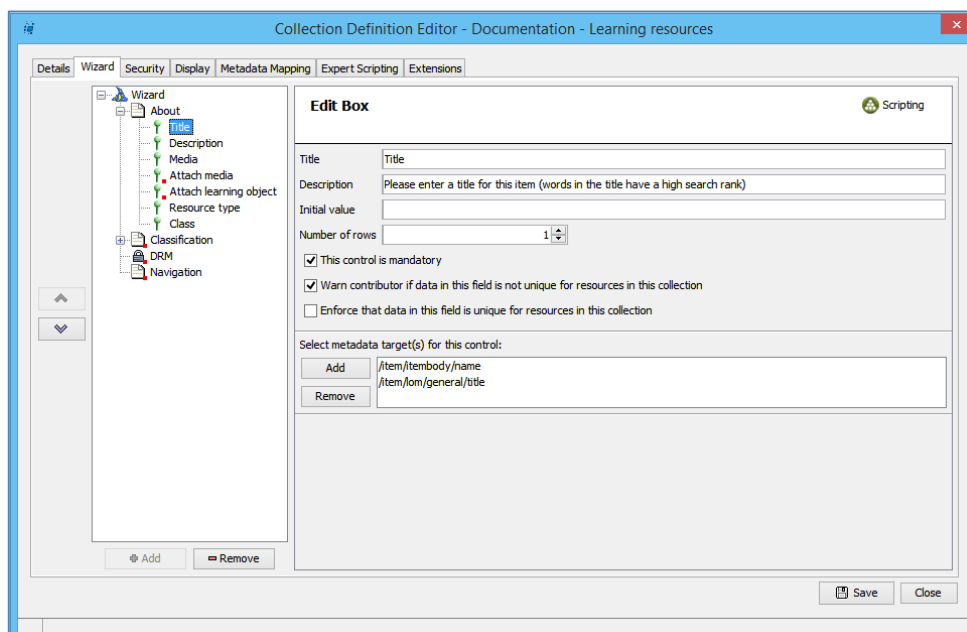 Collection Definition Editor - Documentation - Learning resources
Details Wizard Security Display Metadata Mapping Expert Scripting Extensions
Wizard
About
Title
Description
Media
Attach media
Attach learning object
Resource type
Class
Classification
DRM
Navigation
Add Remove
Edit Box
Scripting
Title Title
Description Please enter a title for this item (words in the title have a high search rank)
Initial value
Number of rows 1
This control is mandatory
Warn contributor if data in this field is not unique for resources in this collection
Enforce that data in this field is unique for resources in this collection
Select metadata target(s) for this control:
Add
/item/itembody/name
/item/lom/general/title
Remove
Save Close